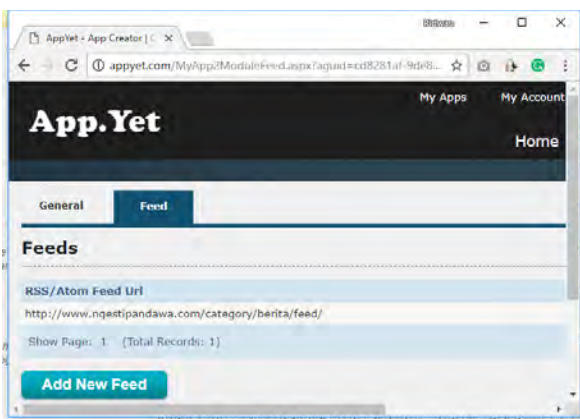 AppYet - App Creator | C
appyet.com/MyApp2ModuleFeed.aspx?aguid=cd8281af-9de8...
My Apps My Account
App.Yet
Home
General Feed
Feeds
RSS/Atom Feed Url
http://www.ngestipandawa.com/category/berita/feed/
Show Page: 1 (Total Records: 1)
Add New Feed